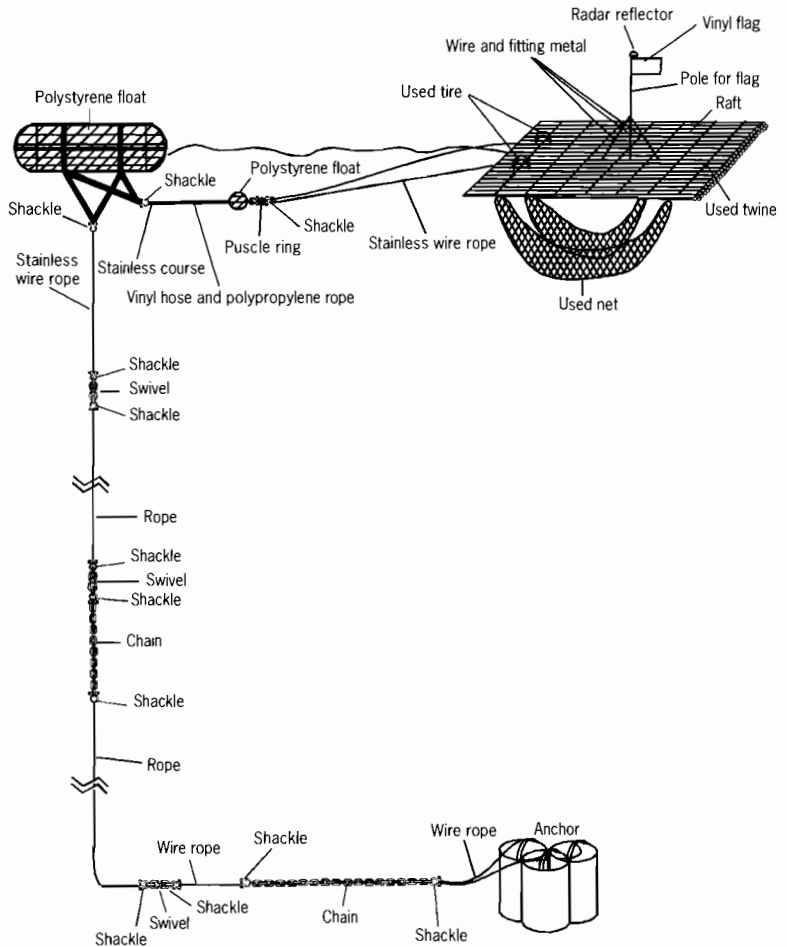 Radar reflector
Vinyl flag
Wire and fitting metal
Pole for flag
Used tire
Raft
Polystyrene float
Polystyrene float
Shackle
Shackle
Shackle
Used twine
Puscle ring
Stainless wire rope
Stainless
wire rope
Stainless course
Vinyl hose and polypropylene rope
Used net
Shackle
Swivel
Shackle
Rope
Shackle
Swivel
Shackle
Chain
Shackle
Rope
Wire rope
Shackle
Wire rope
Anchor
Shackle
Swivel
Shackle
Chain
Shackle